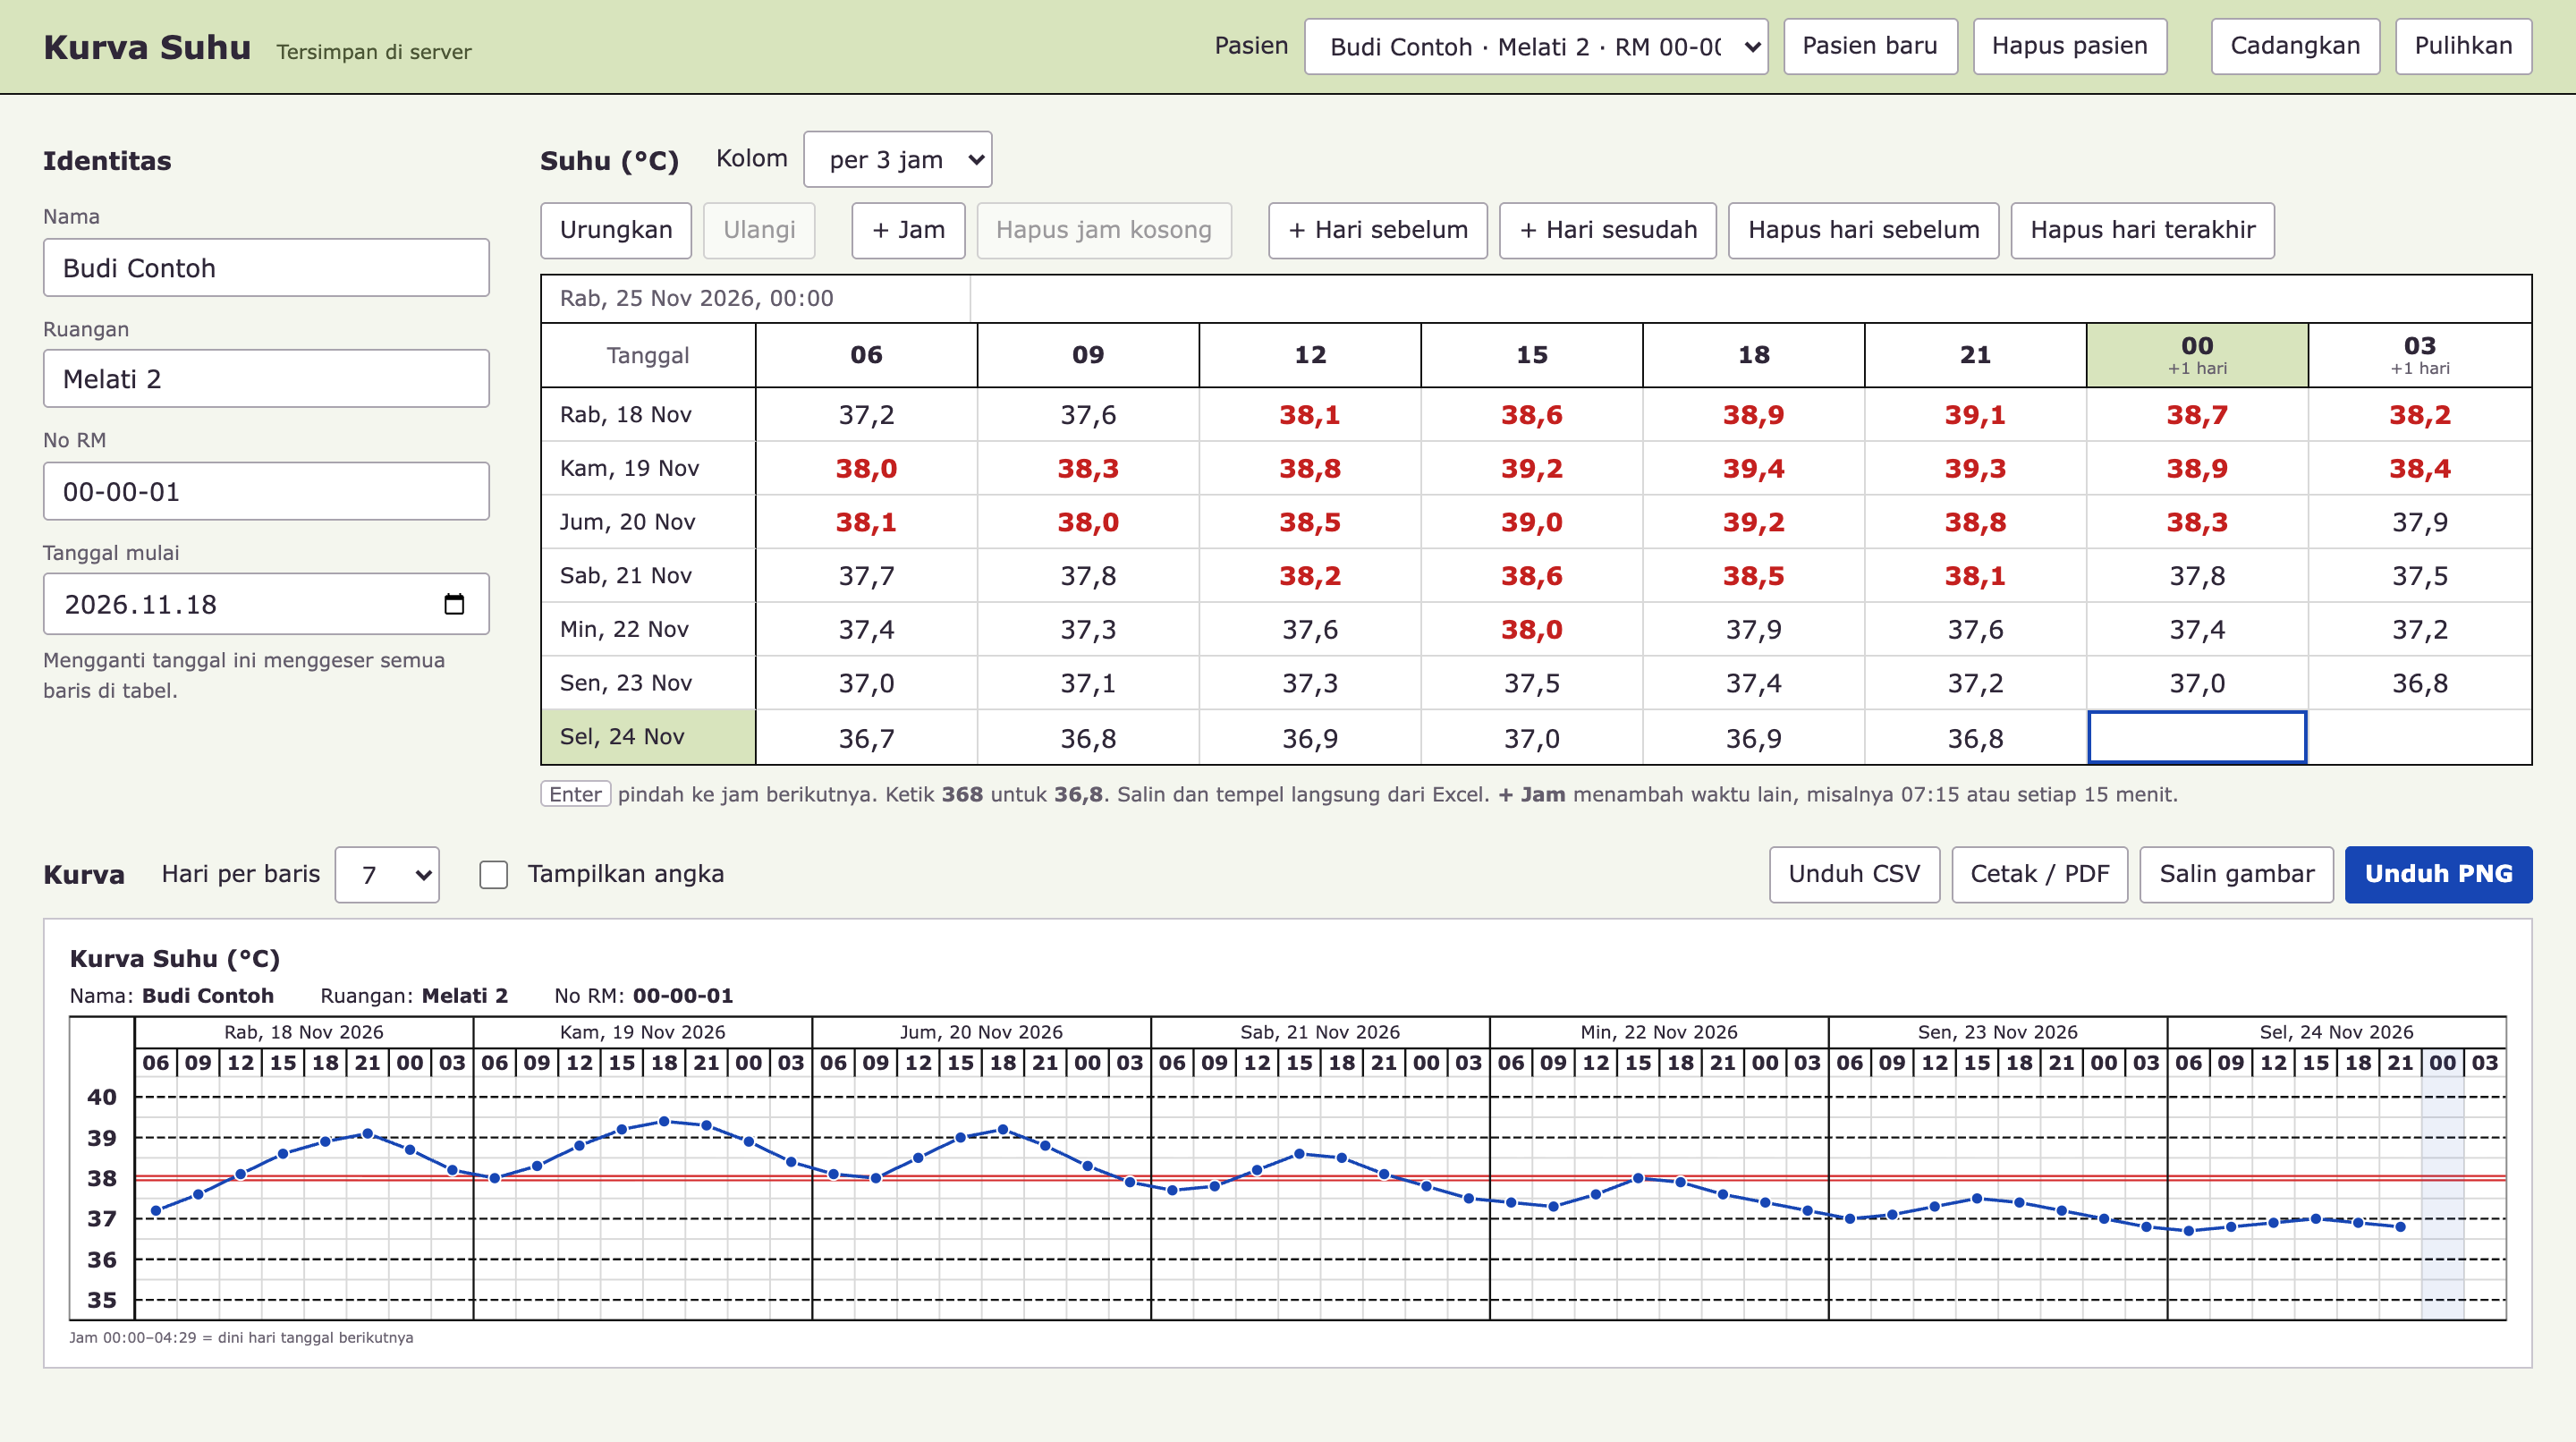 Kurva Suhu Tersimpan di server Pasien Budi Contoh · Melati 2 · RM 00-00 Pasien baru Hapus pasien Cadangkan Pulihkan
Identitas
Nama
Budi Contoh
Ruangan
Melati 2
No RM
00-00-01
Tanggal mulai
2026.11.18
Mengganti tanggal ini menggeser semua
baris di tabel.
Suhu (°C) Kolom per 3 jam
Urungkan Ulangi + Jam Hapus jam kosong + Hari sebelum + Hari sesudah Hapus hari sebelum Hapus hari terakhir
Rab, 25 Nov 2026, 00:00
Tanggal 06 09 12 15 18 21 00 +1 hari 03 +1 hari
Rab, 18 Nov 37,2 37,6 38,1 38,6 38,9 39,1 38,7 38,2
Kam, 19 Nov 38,0 38,3 38,8 39,2 39,4 39,3 38,9 38,4
Jum, 20 Nov 38,1 38,0 38,5 39,0 39,2 38,8 38,3 37,9
Sab, 21 Nov 37,7 37,8 38,2 38,6 38,5 38,1 37,8 37,5
Min, 22 Nov 37,4 37,3 37,6 38,0 37,9 37,6 37,4 37,2
Sen, 23 Nov 37,0 37,1 37,3 37,5 37,4 37,2 37,0 36,8
Sel, 24 Nov 36,7 36,8 36,9 37,0 36,9 36,8
Enter pindah ke jam berikutnya. Ketik 368 untuk 36,8. Salin dan tempel langsung dari Excel. + Jam menambah waktu lain, misalnya 07:15 atau setiap 15 menit.
Kurva Hari per baris 7 Tampilkan angka Unduh CSV Cetak / PDF Salin gambar Unduh PNG
Kurva Suhu (°C)
Nama: Budi Contoh Ruangan: Melati 2 No RM: 00-00-01
Rab, 18 Nov 2026 Kam, 19 Nov 2026 Jum, 20 Nov 2026 Sab, 21 Nov 2026 Min, 22 Nov 2026 Sen, 23 Nov 2026 Sel, 24 Nov 2026
06 09 12 15 18 21 00 03 06 09 12 15 18 21 00 03 06 09 12 15 18 21 00 03 06 09 12 15 18 21 00 03 06 09 12 15 18 21 00 03 06 09 12 15 18 21 00 03 06 09 12 15 18 21 00 03
40
39
38
37
36
35
Jam 00:00–04:29 = dini hari tanggal berikutnya